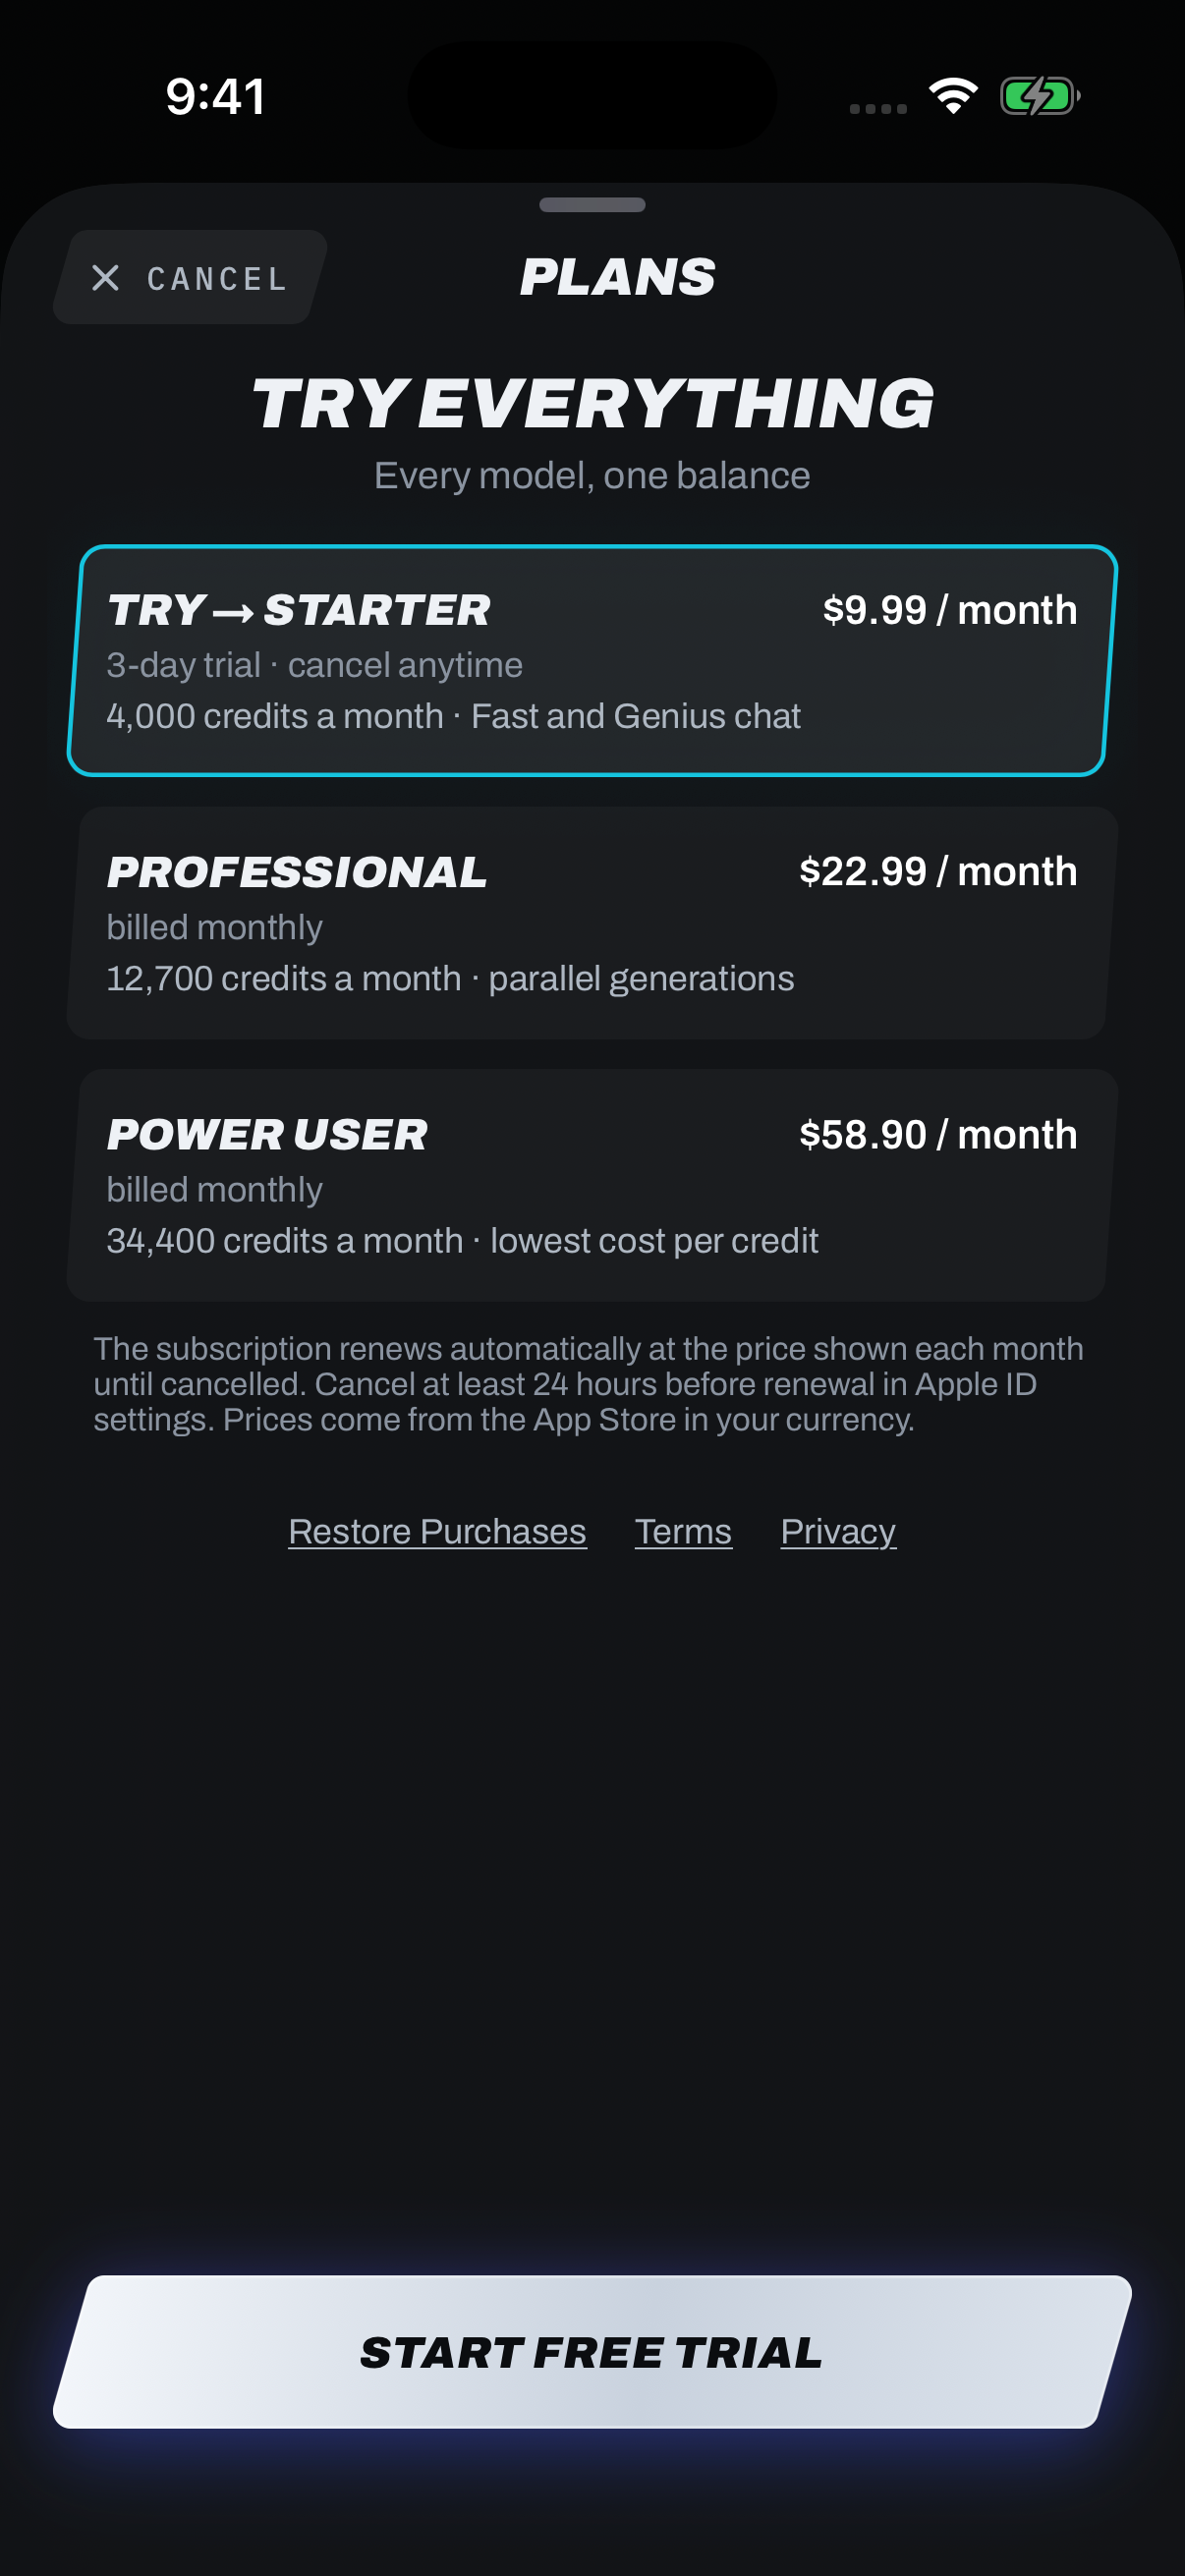 9:41
CANCEL
PLANS
TRY EVERYTHING
Every model, one balance
TRY → STARTER
$9.99 / month
3-day trial · cancel anytime
4,000 credits a month · Fast and Genius chat
PROFESSIONAL
$22.99 / month
billed monthly
12,700 credits a month · parallel generations
POWER USER
$58.90 / month
billed monthly
34,400 credits a month · lowest cost per credit
The subscription renews automatically at the price shown each month
until cancelled. Cancel at least 24 hours before renewal in Apple ID
settings. Prices come from the App Store in your currency.
Restore Purchases Terms Privacy
START FREE TRIAL